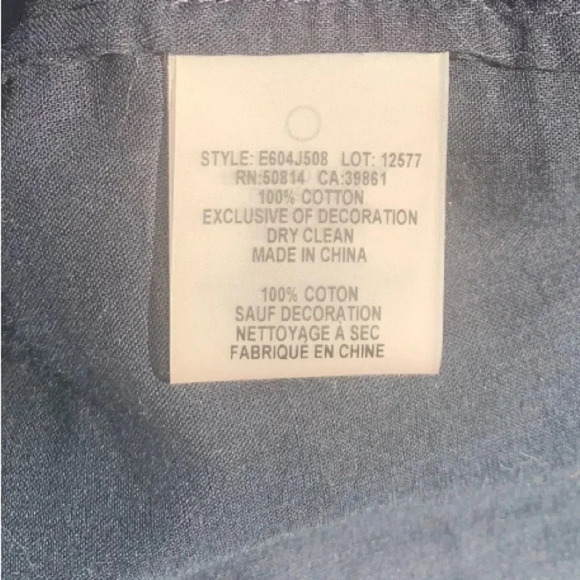 STYLE: E604J508 LOT: 12577
RN:50814 CA:39861
100% COTTON
EXCLUSIVE OF DECORATION
DRY CLEAN
MADE IN CHINA
100% COTON
SAUF DECORATION
NETTOYAGE À SEC
FABRIQUÉ EN CHINE